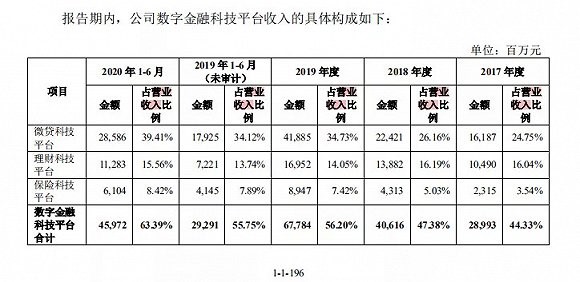 报告期内，公司数字金融科技平台收入的具体构成如下：
单位：百万元
项目 2020 年 1-6 月 2019 年 1-6 月（未审计） 2019 年度 2018 年度 2017 年度
金额 占营业收入比例 金额 占营业收入比例 金额 占营业收入比例 金额 占营业收入比例 金额 占营业收入比例
微贷科技平台 28,586 39.41% 17,925 34.12% 41,885 34.73% 22,421 26.16% 16,187 24.75%
理财科技平台 11,283 15.56% 7,221 13.74% 16,952 14.05% 13,882 16.19% 10,490 16.04%
保险科技平台 6,104 8.42% 4,145 7.89% 8,947 7.42% 4,313 5.03% 2,315 3.54%
数字金融科技平台合计 45,972 63.39% 29,291 55.75% 67,784 56.20% 40,616 47.38% 28,993 44.33%
1-1-196